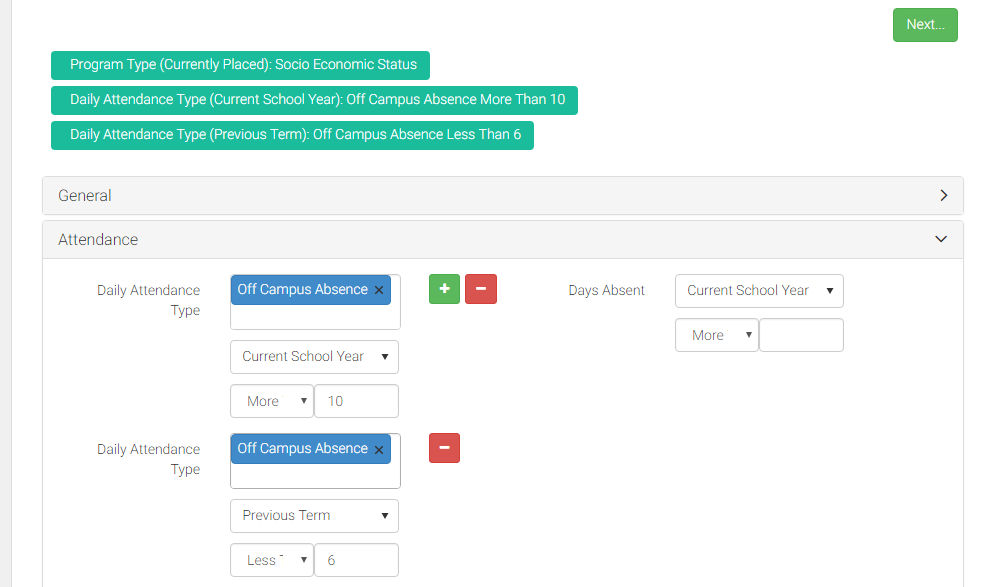 Next...
Program Type (Currently Placed): Socio Economic Status
Daily Attendance Type (Current School Year): Off Campus Absence More Than 10
Daily Attendance Type (Previous Term): Off Campus Absence Less Than 6
General
Attendance
Daily Attendance
Type
Off Campus Absence ×
+ −
Current School Year
More 10
Days Absent
Current School Year
More
Daily Attendance
Type
Off Campus Absence ×
−
Previous Term
Less 6